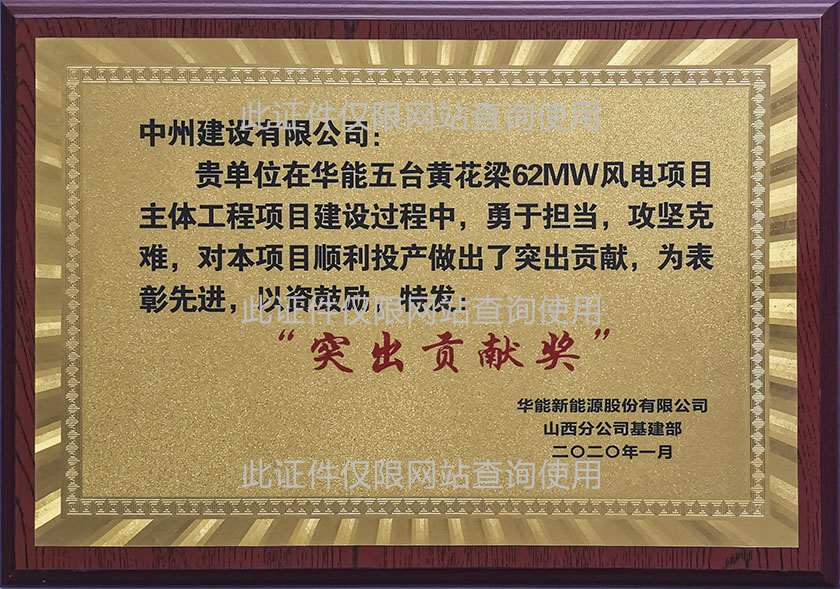 此证件仅限网站查询使用
中州建设有限公司：
贵单位在华能五台黄花梁62MW风电项目
主体工程项目建设过程中，勇于担当，攻坚克
难，对本项目顺利投产做出了突出贡献，为表
彰先进，以资鼓励，特发：
此证件仅限网站查询使用
“突出贡献奖”
华能新能源股份有限公司
山西分公司基建部
二〇二〇年一月
此证件仅限网站查询使用